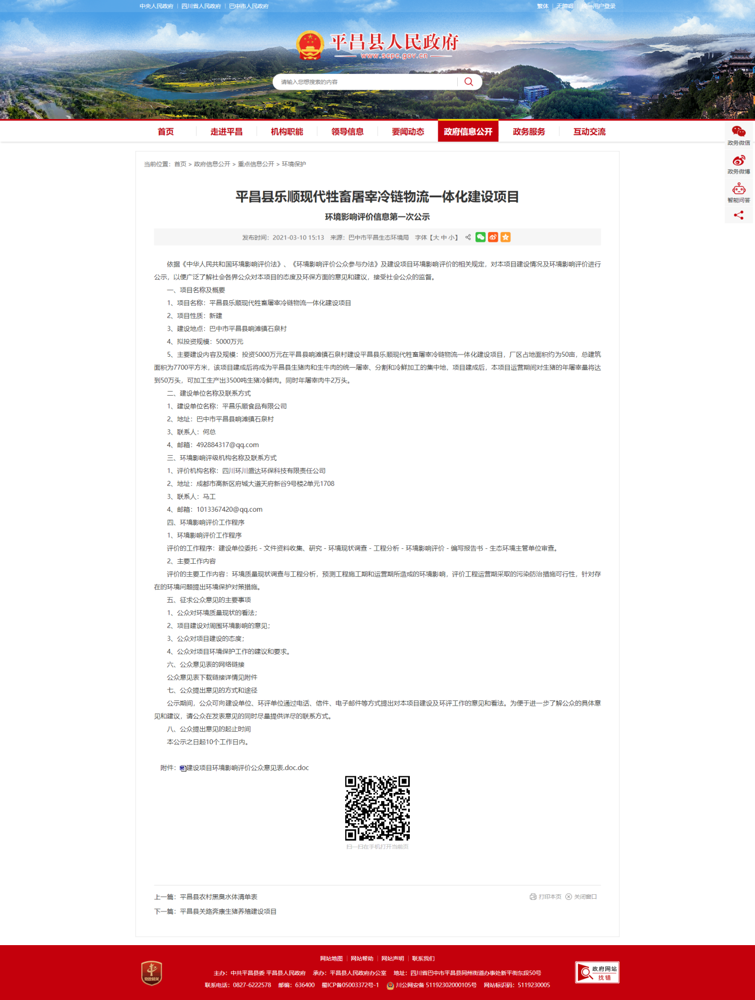 中央人民政府 | 四川省人民政府 | 巴中市人民政府
繁体 | 无障碍 | 统一用户登录
平昌县人民政府
www.scpc.gov.cn
请输入您想搜索的内容
首页 走进平昌 机构职能 领导信息 要闻动态 政府信息公开 政务服务 互动交流
政务微信
政务微博
智能问答
当前位置：首页 > 政府信息公开 > 重点信息公开 > 环境保护
平昌县乐顺现代牲畜屠宰冷链物流一体化建设项目
环境影响评价信息第一次公示
发布时间：2021-03-10 15:13 来源：巴中市平昌生态环境局 字体【大 中 小】
依据《中华人民共和国环境影响评价法》、《环境影响评价公众参与办法》及建设项目环境影响评价的相关规定，对本项目建设情况及环境影响评价进行
公示，以便广泛了解社会各界公众对本项目的态度及环保方面的意见和建议，接受社会公众的监督。
一、项目名称及概要
1、项目名称：平昌县乐顺现代牲畜屠宰冷链物流一体化建设项目
2、项目性质：新建
3、建设地点：巴中市平昌县响滩镇石泉村
4、拟投资规模：5000万元
5、主要建设内容及规模：投资5000万元在平昌县响滩镇石泉村建设平昌县乐顺现代牲畜屠宰冷链物流一体化建设项目，厂区占地面积约为50亩，总建筑
面积为7700平方米，该项目建成后将成为平昌县生猪肉和生牛肉的统一屠宰、分割和冷鲜加工的集中地，项目建成后，本项目运营期间对生猪的年屠宰量将达
到50万头，可加工生产出3500吨生猪冷鲜肉。同时年屠宰肉牛2万头。
二、建设单位名称及联系方式
1、建设单位名称：平昌乐顺食品有限公司
2、地址：巴中市平昌县响滩镇石泉村
3、联系人：何总
4、邮箱：492884317@qq.com
三、环境影响评级机构名称及联系方式
1、评价机构名称：四川环川盛达环保科技有限责任公司
2、地址：成都市高新区府城大道天府新谷9号楼2单元1708
3、联系人：马工
4、邮箱：1013367420@qq.com
四、环境影响评价工作程序
1、环境影响评价工作程序
评价的工作程序：建设单位委托－文件资料收集、研究－环境现状调查－工程分析－环境影响评价－编写报告书－生态环境主管单位审查。
2、主要工作内容
评价的主要工作内容：环境质量现状调查与工程分析，预测工程施工期和运营期所造成的环境影响，评价工程运营期采取的污染防治措施可行性，针对存
在的环境问题提出环境保护对策措施。
五、征求公众意见的主要事项
1、公众对环境质量现状的看法；
2、项目建设对周围环境影响的意见；
3、公众对项目建设的态度；
4、公众对项目环境保护工作的建议和要求。
六、公众意见表的网络链接
公众意见表下载链接详情见附件
七、公众提出意见的方式和途径
公示期间，公众可向建设单位、环评单位通过电话、信件、电子邮件等方式提出对本项目建设及环评工作的意见和看法。为便于进一步了解公众的具体意
见和建议，请公众在发表意见的同时尽量提供详尽的联系方式。
八、公众提出意见的起止时间
本公示之日起10个工作日内。
附件：建设项目环境影响评价公众意见表.doc.doc
扫一扫在手机打开当前页
上一篇：平昌县农村黑臭水体清单表
打印本页 关闭窗口
下一篇：平昌县关路奔康生猪养殖建设项目
网站地图 | 网站帮助 | 网站声明 | 联系我们
主办：中共平昌县委 平昌县人民政府 承办：平昌县人民政府办公室 地址：四川省巴中市平昌县同州街道办事处新平街东段50号
联系电话：0827-6222578 邮编：636400 蜀ICP备05003372号-1 川公网安备 51192302000105号 网站标识码：5119230005
党政机关
政府网站
找错